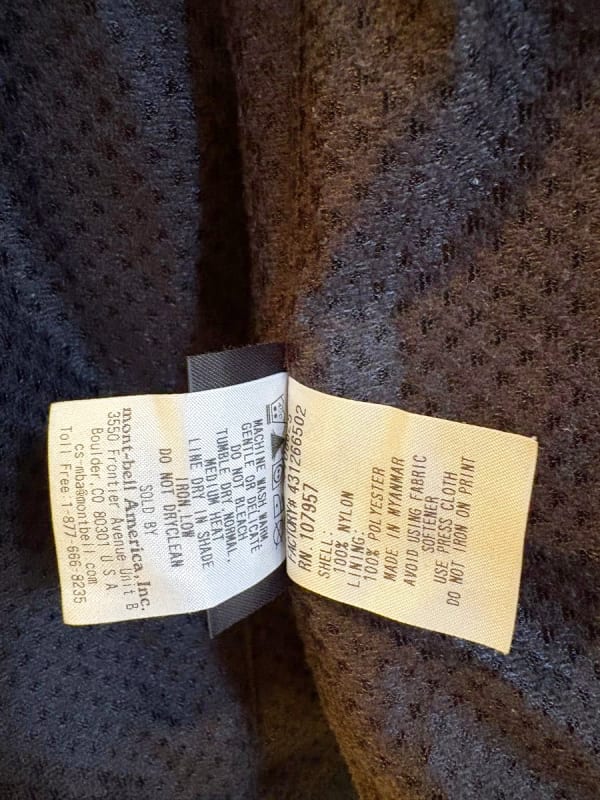 FACTORY# 431266502
RN. 107957
SHELL:
100% NYLON
LINING:
100% POLYESTER
MADE IN MYANMAR
AVOID USING FABRIC
SOFTENER
USE PRESS CLOTH
DO NOT IRON ON PRINT
MACHINE WASH WARM,
GENTLE OR DELICATE
DO NOT BLEACH
TUMBLE DRY NORMAL,
MEDIUM HEAT
LINE DRY IN SHADE
IRON LOW
DO NOT DRYCLEAN
SOLD BY
mont-bell America, Inc.
3550 Frontier Avenue Unit B
Boulder, CO 80301 U S A
cs-mba@montbell.com
Toll Free:1-877-666-8235